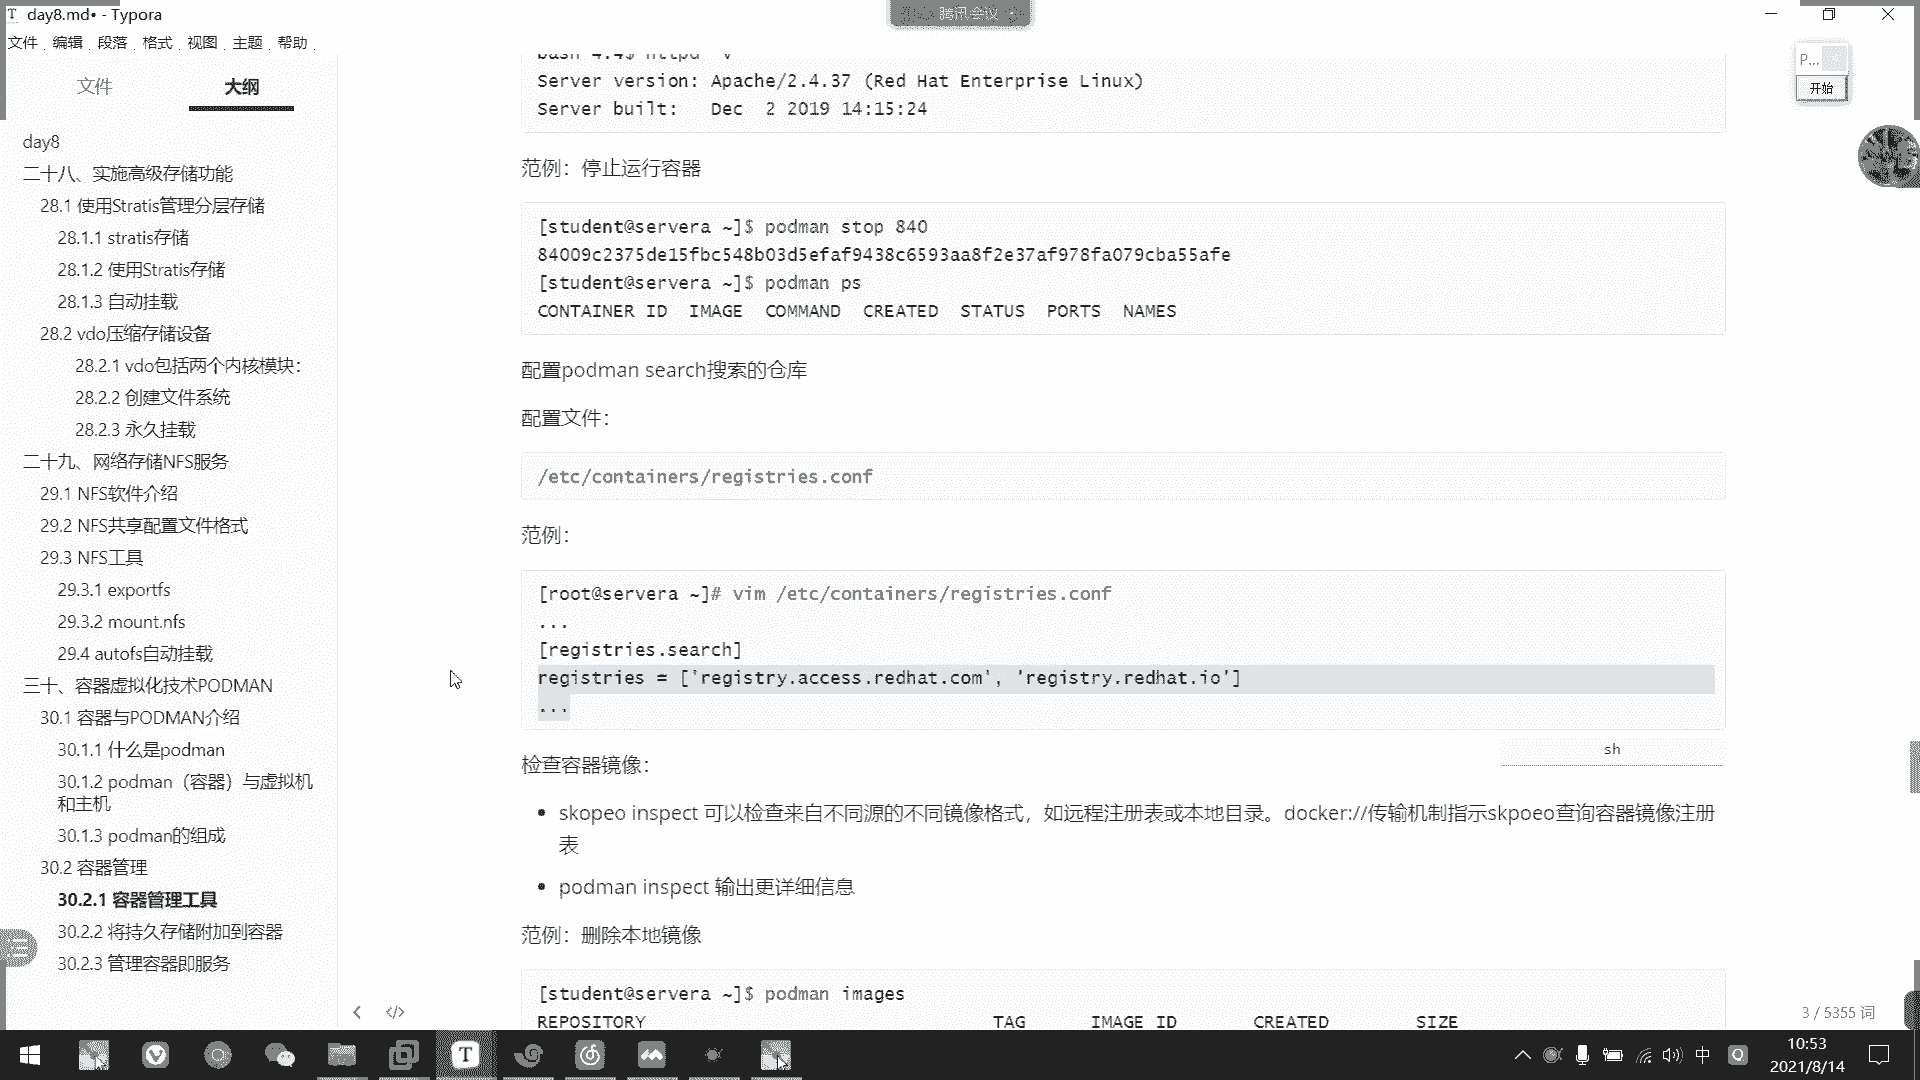 day8.md• - Typora
腾讯会议
文件 编辑 段落 格式 视图 主题 帮助
文件 大纲
day8
二十八、实施高级存储功能
28.1 使用Stratis管理分层存储
28.1.1 stratis存储
28.1.2 使用Stratis存储
28.1.3 自动挂载
28.2 vdo压缩存储设备
28.2.1 vdo包括两个内核模块：
28.2.2 创建文件系统
28.2.3 永久挂载
二十九、网络存储NFS服务
29.1 NFS软件介绍
29.2 NFS共享配置文件格式
29.3 NFS工具
29.3.1 exportfs
29.3.2 mount.nfs
29.4 autofs自动挂载
三十、容器虚拟化技术PODMAN
30.1 容器与PODMAN介绍
30.1.1 什么是podman
30.1.2 podman（容器）与虚拟机
和主机
30.1.3 podman的组成
30.2 容器管理
30.2.1 容器管理工具
30.2.2 将持久存储附加到容器
30.2.3 管理容器即服务
bash-4.4$ httpd -v
Server version: Apache/2.4.37 (Red Hat Enterprise Linux)
Server built:   Dec  2 2019 14:15:24
范例：停止运行容器
[student@servera ~]$ podman stop 840
84009c2375de15fbc548b03d5efaf9438c6593aa8f2e37af978fa079cba55afe
[student@servera ~]$ podman ps
CONTAINER ID  IMAGE  COMMAND  CREATED  STATUS  PORTS  NAMES
配置podman search搜索的仓库
配置文件：
/etc/containers/registries.conf
范例：
[root@servera ~]# vim /etc/containers/registries.conf
...
[registries.search]
registries = ['registry.access.redhat.com', 'registry.redhat.io']
...
sh
检查容器镜像：
• skopeo inspect 可以检查来自不同源的不同镜像格式，如远程注册表或本地目录。docker://传输机制指示skpoeo查询容器镜像注册
表
• podman inspect 输出更详细信息
范例：删除本地镜像
[student@servera ~]$ podman images
REPOSITORY TAG IMAGE ID CREATED SIZE
P...
开始
3 / 5355 词
中
10:53
2021/8/14